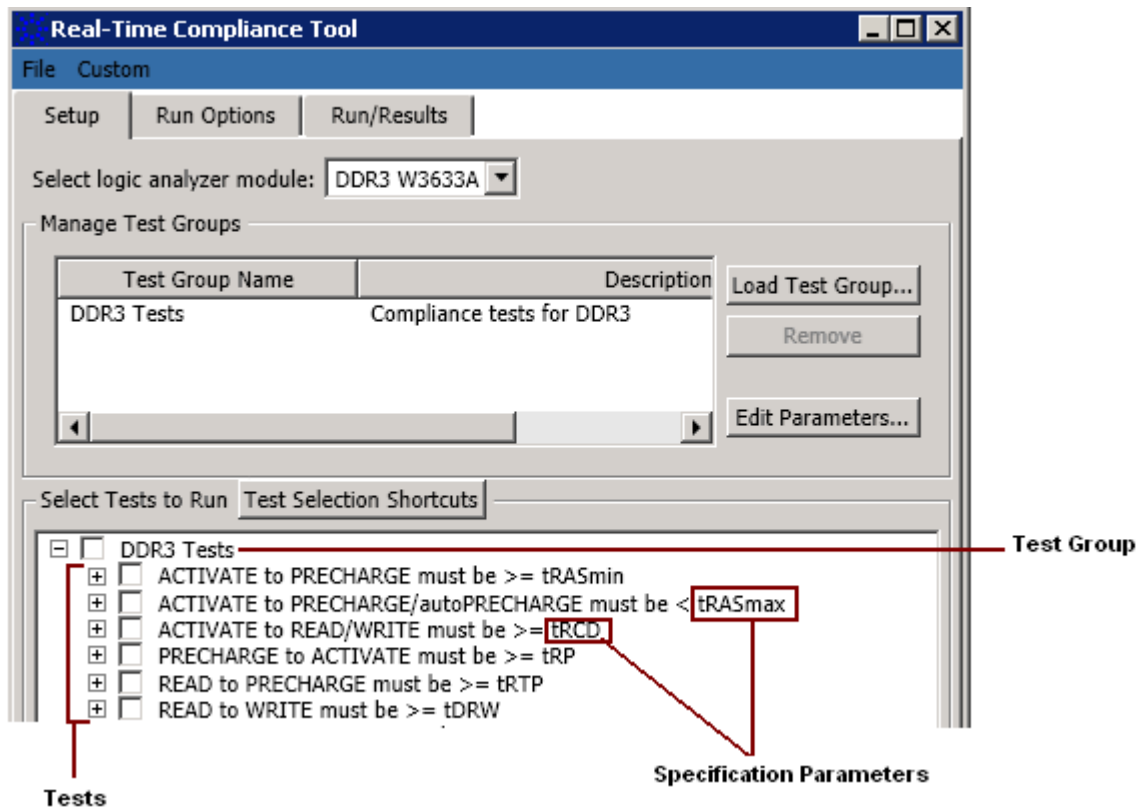 Real-Time Compliance Tool
File Custom
Setup Run Options Run/Results
Select logic analyzer module: DDR3 W3633A
Manage Test Groups
Test Group Name Description
Load Test Group...
DDR3 Tests Compliance tests for DDR3
Remove
Edit Parameters...
Select Tests to Run Test Selection Shortcuts
DDR3 Tests Test Group
ACTIVATE to PRECHARGE must be >= tRASmin
ACTIVATE to PRECHARGE/autoPRECHARGE must be < tRASmax
ACTIVATE to READ/WRITE must be >= tRCD
PRECHARGE to ACTIVATE must be >= tRP
READ to PRECHARGE must be >= tRTP
READ to WRITE must be >= tDRW
Specification Parameters
Tests